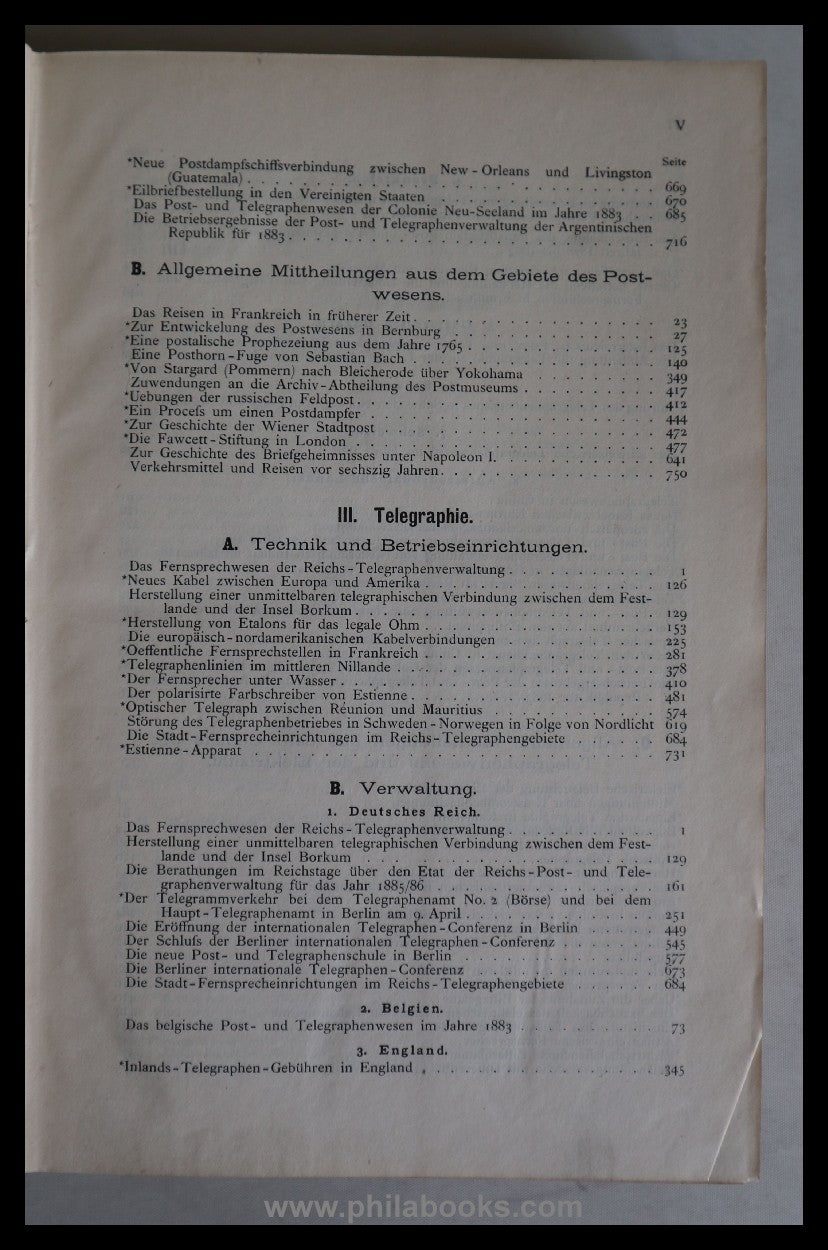 V
Seite
*Neue Postdampfschiffsverbindung zwischen New-Orleans und Livingston
(Guatemala) . . . . . . . . . . . . . . . . . . . . 669
*Eilbriefbestellung in den Vereinigten Staaten . . . . . . . . . . 670
Das Post- und Telegraphenwesen der Colonie Neu-Seeland im Jahre 1883 . . 685
Die Betriebsergebnisse der Post- und Telegraphenverwaltung der Argentinischen
Republik für 1883 . . . . . . . . . . . . . . . . . . . 716
B. Allgemeine Mittheilungen aus dem Gebiete des Post-
wesens.
Das Reisen in Frankreich in früherer Zeit . . . . . . . . . . . . 23
*Zur Entwickelung des Postwesens in Bernburg . . . . . . . . . . 27
*Eine postalische Prophezeiung aus dem Jahre 1765 . . . . . . . . . 125
Eine Posthorn-Fuge von Sebastian Bach . . . . . . . . . . . . 140
*Von Stargard (Pommern) nach Bleicherode über Yokohama . . . . . . 349
Zuwendungen an die Archiv-Abtheilung des Postmuseums . . . . . . . 417
*Uebungen der russischen Feldpost . . . . . . . . . . . . . . 412
*Ein Procefs um einen Postdampfer . . . . . . . . . . . . . . 444
*Zur Geschichte der Wiener Stadtpost . . . . . . . . . . . . . 472
*Die Fawcett-Stiftung in London . . . . . . . . . . . . . . . 477
Zur Geschichte des Briefgeheimnisses unter Napoleon I. . . . . . . . 641
Verkehrsmittel und Reisen vor sechszig Jahren . . . . . . . . . . 750
III. Telegraphie.
A. Technik und Betriebseinrichtungen.
Das Fernsprechwesen der Reichs-Telegraphenverwaltung . . . . . . . . 1
*Neues Kabel zwischen Europa und Amerika . . . . . . . . . . . . 126
Herstellung einer unmittelbaren telegraphischen Verbindung zwischen dem Fest-
lande und der Insel Borkum . . . . . . . . . . . . . . . . 129
*Herstellung von Etalons für das legale Ohm . . . . . . . . . . . 153
Die europäisch-nordamerikanischen Kabelverbindungen . . . . . . . . 225
*Oeffentliche Fernsprechstellen in Frankreich . . . . . . . . . . . 281
*Telegraphenlinien im mittleren Nillande . . . . . . . . . . . . . 378
*Der Fernsprecher unter Wasser . . . . . . . . . . . . . . . . 410
Der polarisirte Farbschreiber von Estienne . . . . . . . . . . . . 481
*Optischer Telegraph zwischen Réunion und Mauritius . . . . . . . . 574
Störung des Telegraphenbetriebes in Schweden-Norwegen in Folge von Nordlicht 619
Die Stadt-Fernsprecheinrichtungen im Reichs-Telegraphengebiete . . . . . 684
*Estienne-Apparat . . . . . . . . . . . . . . . . . . . . 731
B. Verwaltung.
1. Deutsches Reich.
Das Fernsprechwesen der Reichs-Telegraphenverwaltung . . . . . . . . 1
Herstellung einer unmittelbaren telegraphischen Verbindung zwischen dem Fest-
lande und der Insel Borkum . . . . . . . . . . . . . . . . 129
Die Berathungen im Reichstage über den Etat der Reichs-Post- und Tele-
graphenverwaltung für das Jahr 1885/86 . . . . . . . . . . . . 161
*Der Telegrammverkehr bei dem Telegraphenamt No. 2 (Börse) und bei dem
Haupt-Telegraphenamt in Berlin am 9. April . . . . . . . . . . . 251
Die Eröffnung der internationalen Telegraphen-Conferenz in Berlin . . . . . 449
Der Schlufs der Berliner internationalen Telegraphen-Conferenz . . . . . . 545
Die neue Post- und Telegraphenschule in Berlin . . . . . . . . . . 577
Die Berliner internationale Telegraphen-Conferenz . . . . . . . . . 673
Die Stadt-Fernsprecheinrichtungen im Reichs-Telegraphengebiete . . . . . . 684
2. Belgien.
Das belgische Post- und Telegraphenwesen im Jahre 1883 . . . . . . . . 73
3. England.
*Inlands-Telegraphen-Gebühren in England . . . . . . . . . . . . 345
www.philabooks.com